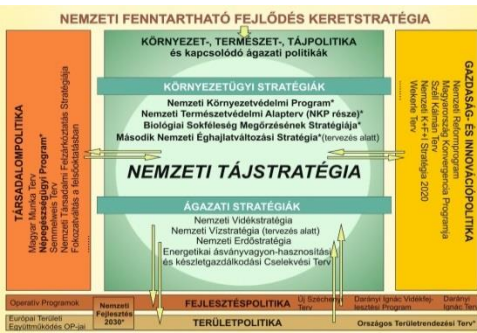 NEMZETI FENNTARTHATÓ FEJLŐDÉS KERETSTRATÉGIA
KÖRNYEZET-, TERMÉSZET-, TÁJPOLITIKA
és kapcsolódó ágazati politikák
KÖRNYEZETÜGYI STRATÉGIÁK
Nemzeti Környezetvédelmi Program*
Nemzeti Természetvédelmi Alapterv (NKP része)*
Biológiai Sokféleség Megőrzésének Stratégiája*
Második Nemzeti Éghajlatváltozási Stratégia*(tervezés alatt)
NEMZETI TÁJSTRATÉGIA
ÁGAZATI STRATÉGIÁK
Nemzeti Vidékstratégia
Nemzeti Vízstratégia (tervezés alatt)
Nemzeti Erdőstratégia
Energetikai ásványvagyon-hasznosítási
és készletgazdálkodási Cselekvési Terv
TÁRSADALOMPOLITIKA
Magyar Munka Terv
Népegészségügyi Program*
Semmelweis Terv
Nemzeti Társadalmi Felzárkóztatás Stratégiája
Fokozatváltás a felsőoktatásban
........
GAZDASÁG- ÉS INNOVÁCIÓPOLITIKA
Nemzeti Reformprogram
Magyarország Konvergencia Programja
Széll Kálmán Terv
Nemzeti K+F+I Stratégia 2020
Wekerle Terv
........
Operatív Programok
Nemzeti
Fejlesztés
2030*
FEJLESZTÉSPOLITIKA
Új Széchenyi
Terv
Darányi Ignác Vidékfej-
lesztési Program
Darányi Ignác
Terv
Európai Területi
Együttműködés OP-jai
TERÜLETPOLITIKA
Országos Területrendezési Terv*